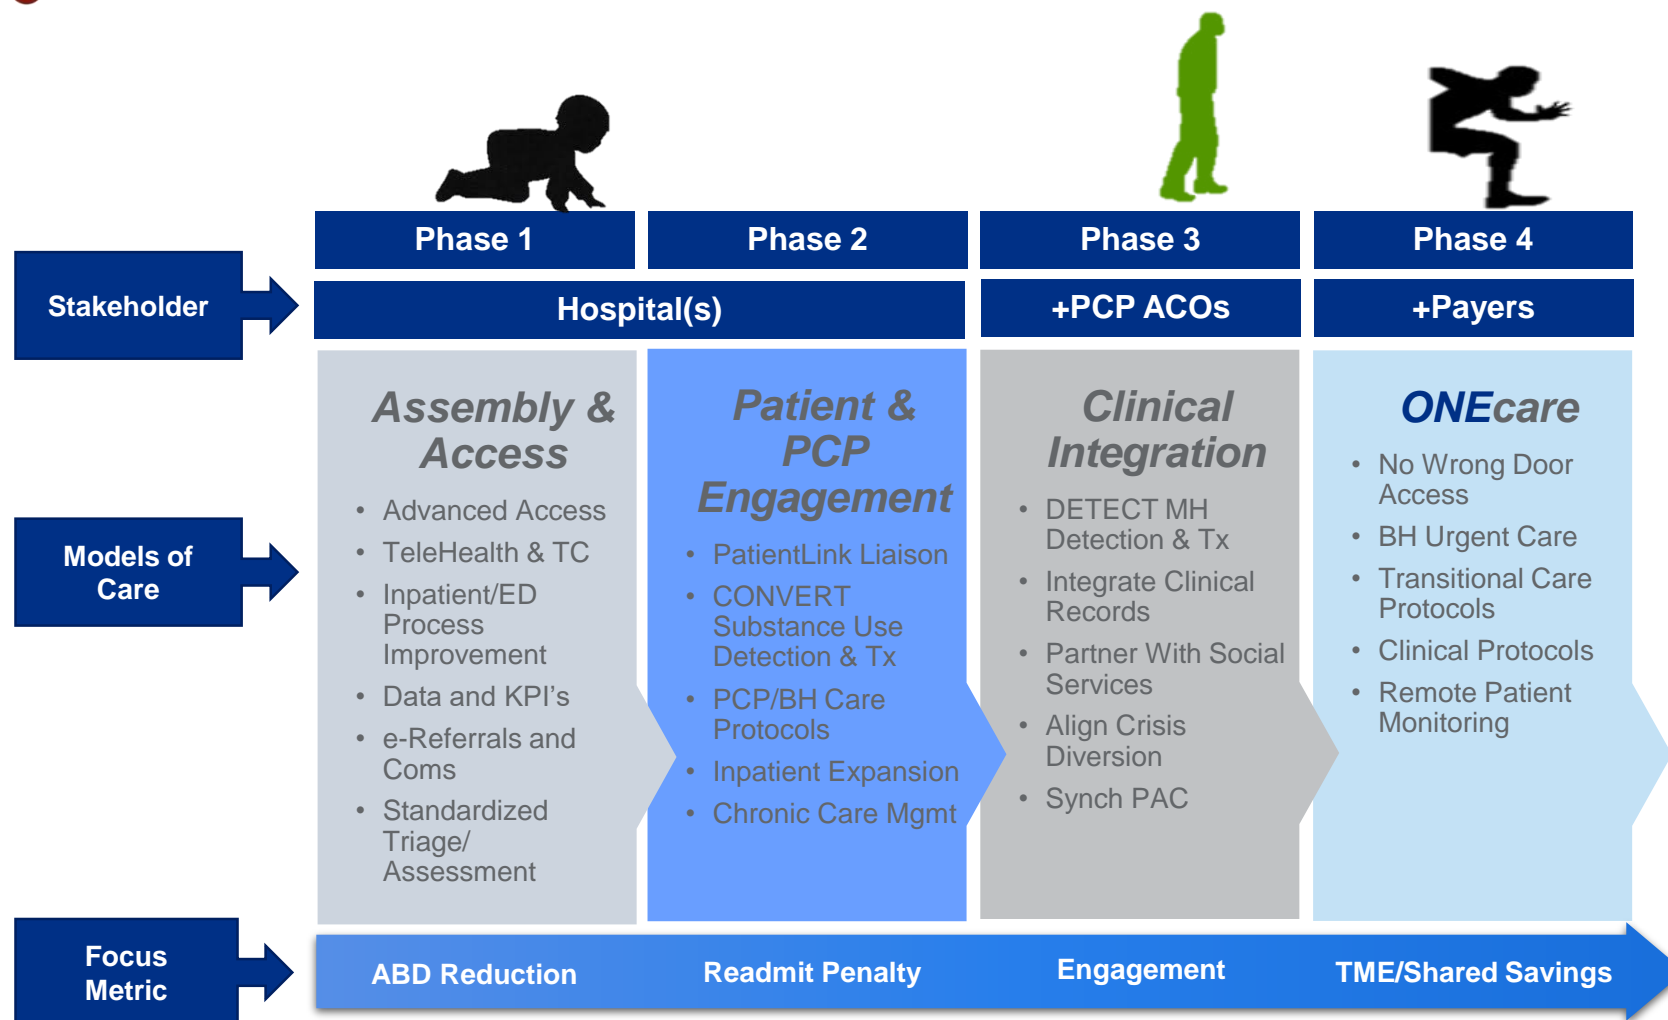 Phase 1
Phase 2
Phase 3
Phase 4
Stakeholder
Hospital(s)
+PCP ACOs
+Payers
Models of
Care
Assembly &
Access
• Advanced Access
• TeleHealth & TC
• Inpatient/ED
Process
Improvement
• Data and KPI's
• e-Referrals and
Coms
• Standardized
Triage/
Assessment
Patient &
PCP
Engagement
• PatientLink Liaison
• CONVERT
Substance Use
Detection & Tx
• PCP/BH Care
Protocols
• Inpatient Expansion
• Chronic Care Mgmt
Clinical
Integration
• DETECT MH
Detection & Tx
• Integrate Clinical
Records
• Partner With Social
Services
• Align Crisis
Diversion
• Synch PAC
ONEcare
• No Wrong Door
Access
• BH Urgent Care
• Transitional Care
Protocols
• Clinical Protocols
• Remote Patient
Monitoring
Focus
Metric
ABD Reduction
Readmit Penalty
Engagement
TME/Shared Savings